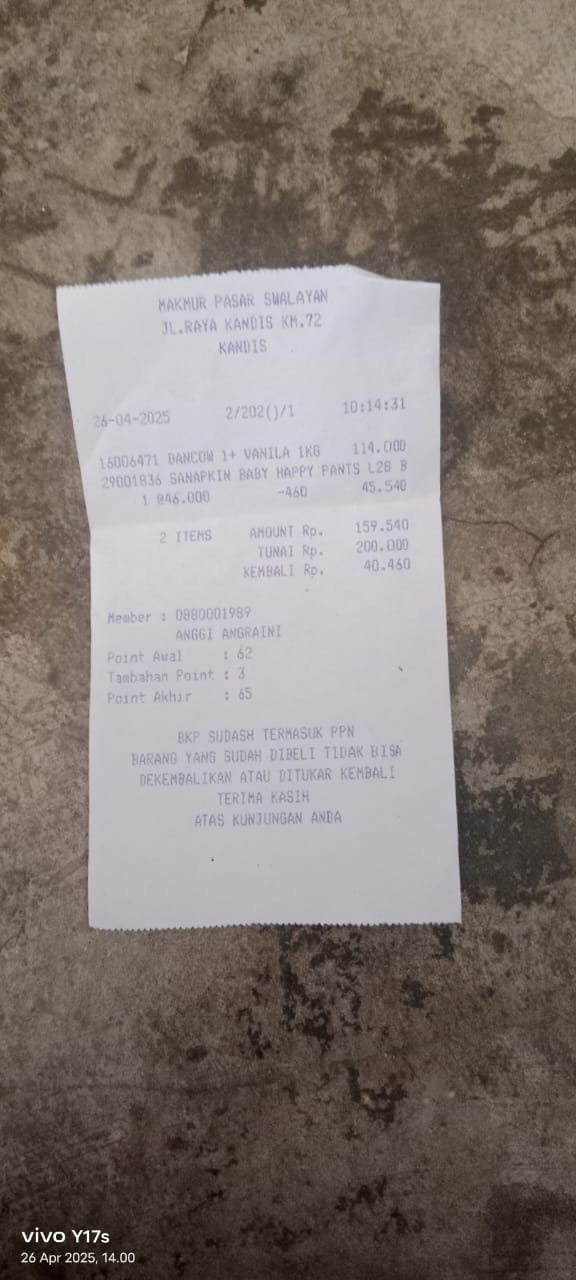 MAKMUR PASAR SWALAYAN
JL.RAYA KANDIS KM.72
KANDIS
26-04-2025 2/202()/1 10:14:31
16006471 DANCOW 1+ VANILA 1KG 114.000
29001836 SANAPKIN BABY HAPPY PANTS L28 B
1 @46.000 -460 45.540
2 ITEMS AMOUNT Rp. 159.540
TUNAI Rp. 200.000
KEMBALI Rp. 40.460
Member : 0880001989
ANGGI ANGRAINI
Point Awal : 62
Tambahan Point : 3
Point Akhir : 65
BKP SUDASH TERMASUK PPN
BARANG YANG SUDAH DIBELI TIDAK BISA
DEKEMBALIKAN ATAU DITUKAR KEMBALI
TERIMA KASIH
ATAS KUNJUNGAN ANDA
vivo Y17s
26 Apr 2025, 14.00